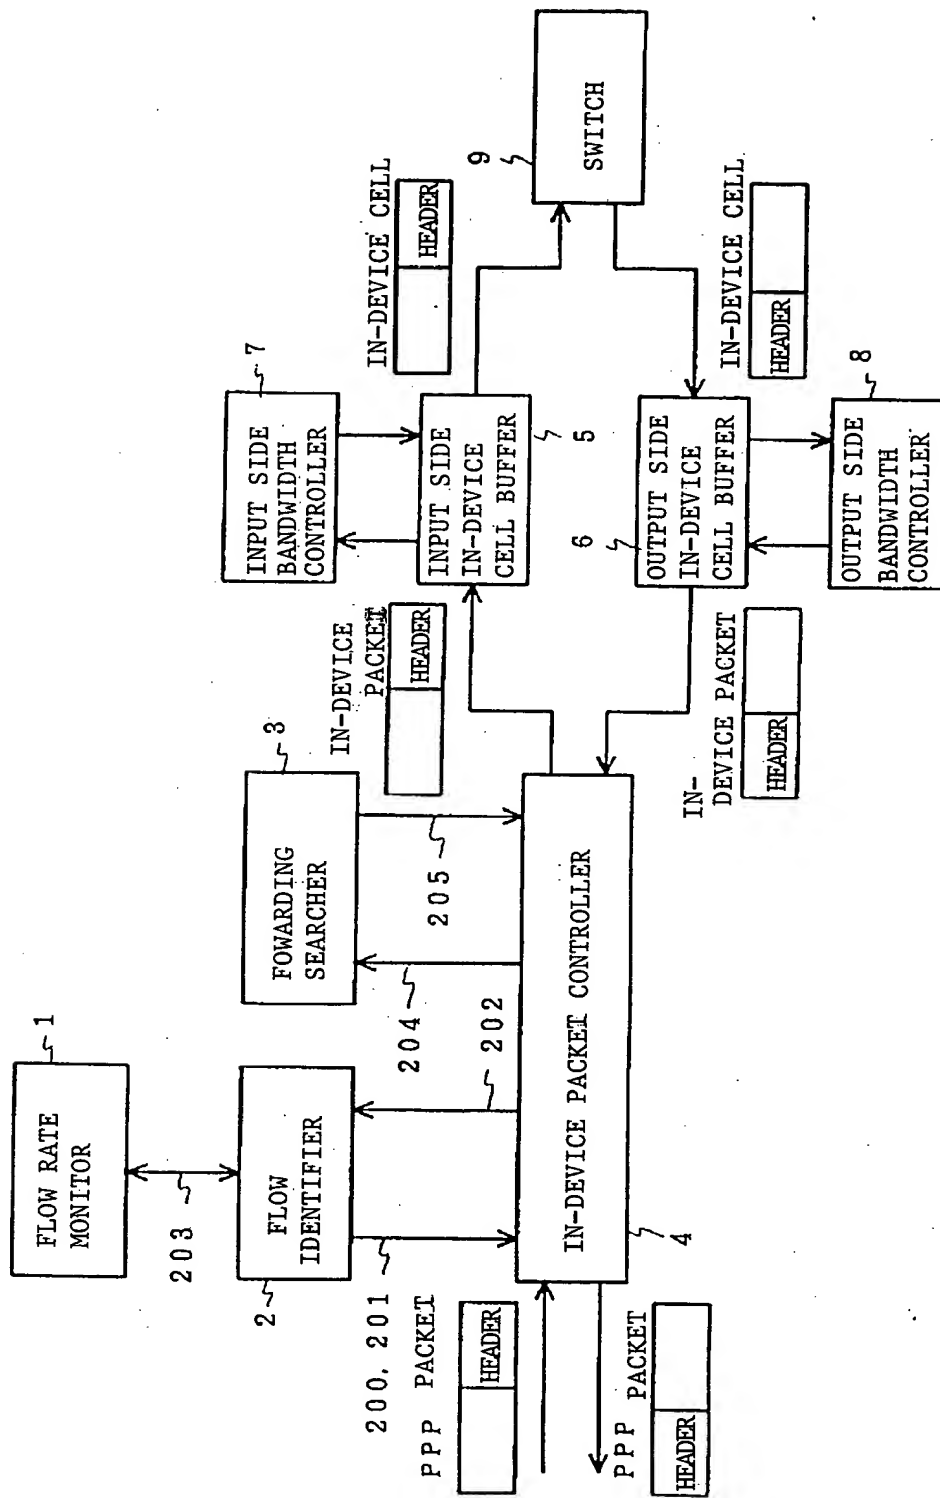 1
FLOW RATE
MONITOR
203
2
FLOW
IDENTIFIER
200, 201
202
3
FOWARDING
SEARCHER
204
205
PPP PACKET
HEADER
PPP PACKET
HEADER
IN-DEVICE PACKET CONTROLLER
4
IN-DEVICE
PACKET
HEADER
IN-
DEVICE PACKET
HEADER
7
INPUT SIDE
BANDWIDTH
CONTROLLER
INPUT SIDE
IN-DEVICE
CELL BUFFER
5
6
OUTPUT SIDE
IN-DEVICE
CELL BUFFER
OUTPUT SIDE
BANDWIDTH
CONTROLLER
8
IN-DEVICE CELL
HEADER
IN-DEVICE CELL
HEADER
9
SWITCH